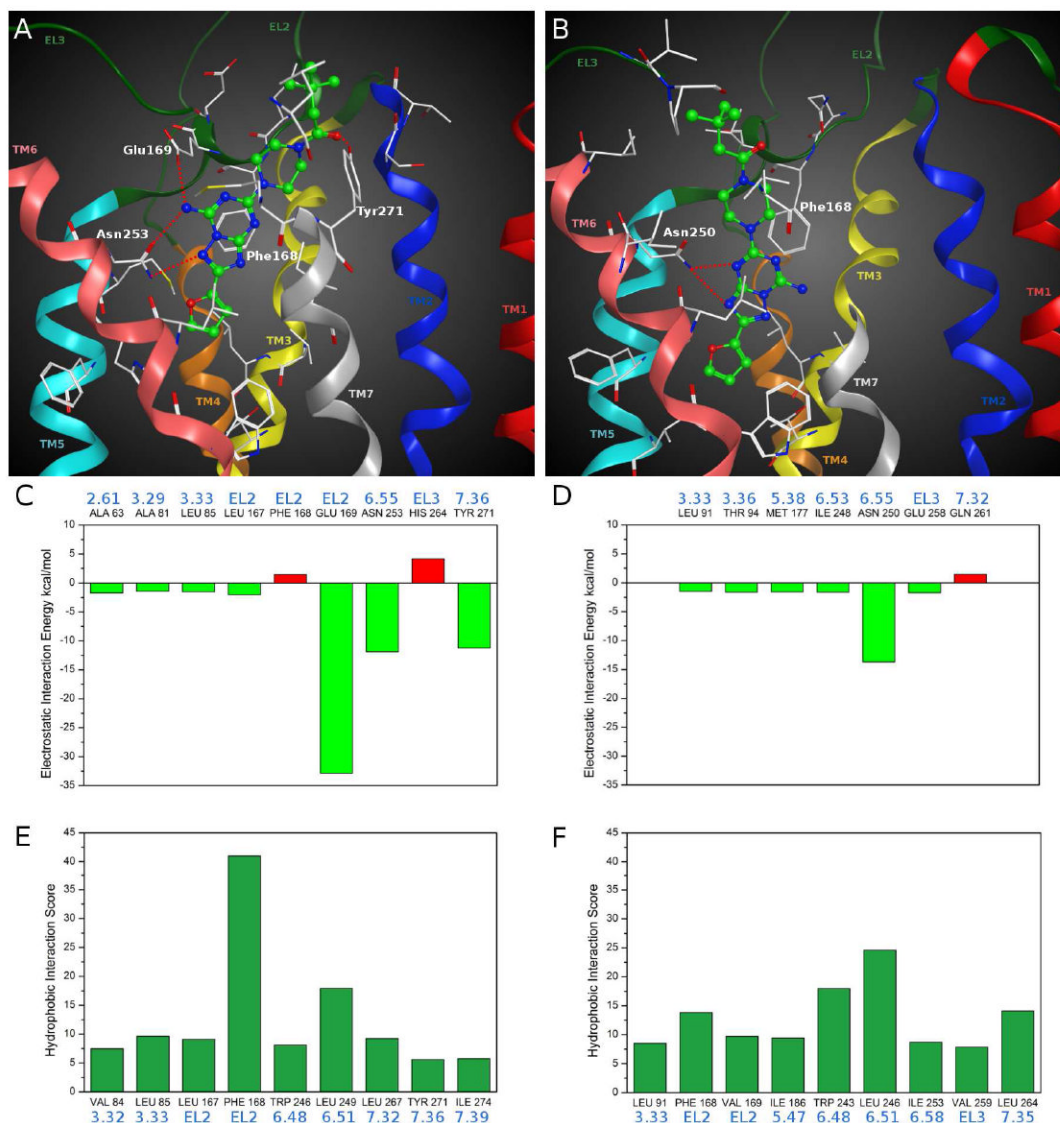 A
EL3
EL2
Glu169
TM6
Tyr271
Asn253
Phe168
TM2
TM1
TM3
TM4
TM7
TM5
B
EL3
EL2
TM6
Phe168
Asn250
TM3
TM1
TM7
TM2
TM5
TM4
C
2.61 3.29 3.33 EL2 EL2 EL2 6.55 EL3 7.36
ALA 63 ALA 81 LEU 85 LEU 167 PHE 168 GLU 169 ASN 253 HIS 264 TYR 271
Electrostatic Interaction Energy kcal/mol
10
5
0
-5
-10
-15
-20
-25
-30
-35
D
3.33 3.36 5.38 6.53 6.55 EL3 7.32
LEU 91 THR 94 MET 177 ILE 248 ASN 250 GLU 258 GLN 261
Electrostatic Interaction Energy kcal/mol
10
5
0
-5
-10
-15
-20
-25
-30
-35
E
Hydrophobic Interaction Score
45
40
35
30
25
20
15
10
5
0
VAL 84 LEU 85 LEU 167 PHE 168 TRP 246 LEU 249 LEU 267 TYR 271 ILE 274
3.32 3.33 EL2 EL2 6.48 6.51 7.32 7.36 7.39
F
Hydrophobic Interaction Score
45
40
35
30
25
20
15
10
5
0
LEU 91 PHE 168 VAL 169 ILE 186 TRP 243 LEU 246 ILE 253 VAL 259 LEU 264
3.33 EL2 EL2 5.47 6.48 6.51 6.58 EL3 7.35